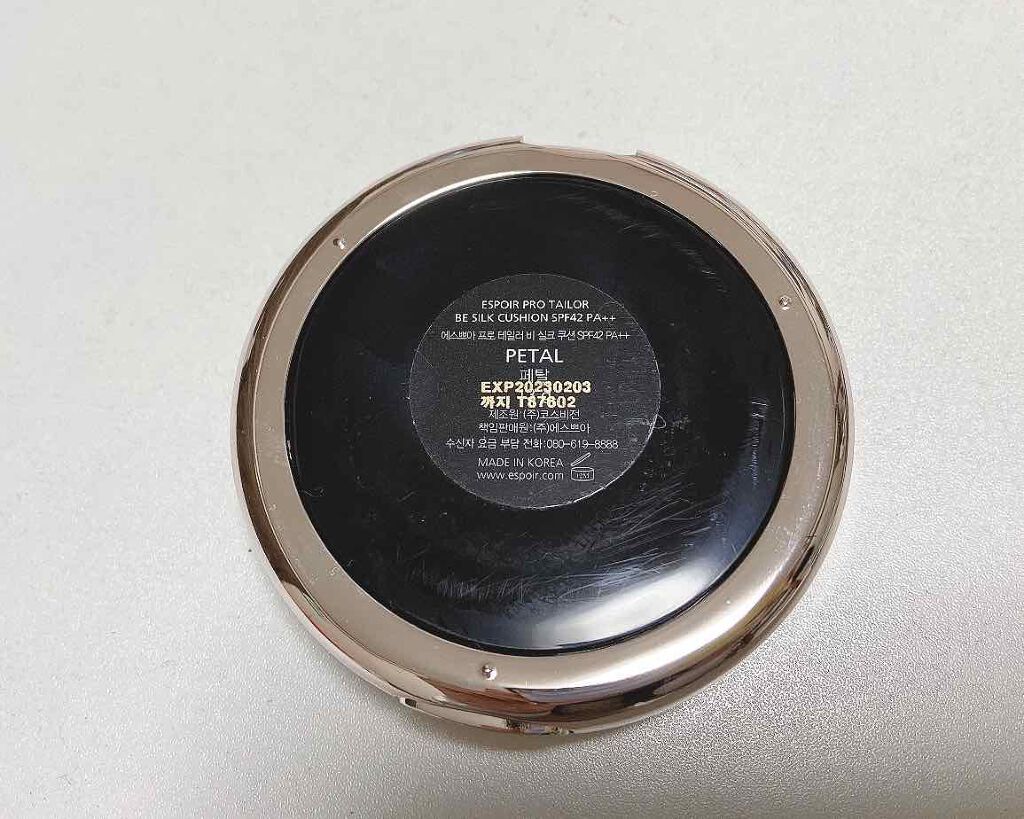 ESPOIR PRO TAILOR
BE SILK CUSHION SPF42 PA++
에스쁘아 프로 테일러 비 실크 쿠션 SPF42 PA++
PETAL
페탈
EXP20230203
까지 T67602
제조원:(주)코스비전
책임판매원:(주)에스쁘아
수신자 요금 부담 전화:080-619-8888
MADE IN KOREA
www.espoir.com
12M